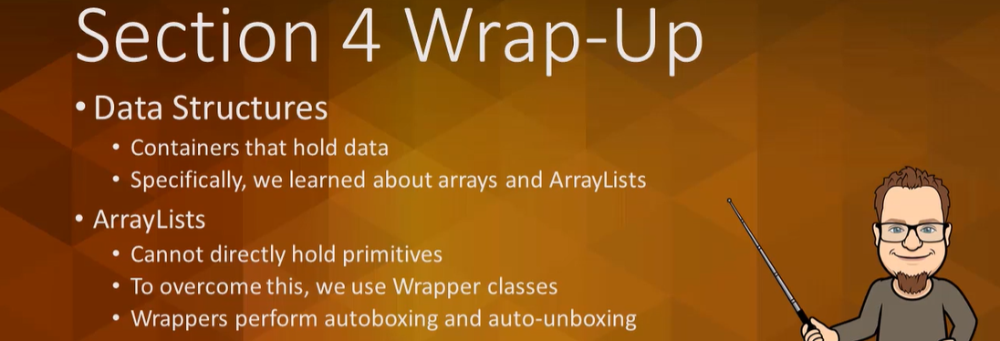 Section 4 Wrap-Up
• Data Structures
• Containers that hold data
• Specifically, we learned about arrays and ArrayLists
• ArrayLists
• Cannot directly hold primitives
• To overcome this, we use Wrapper classes
• Wrappers perform autoboxing and auto-unboxing